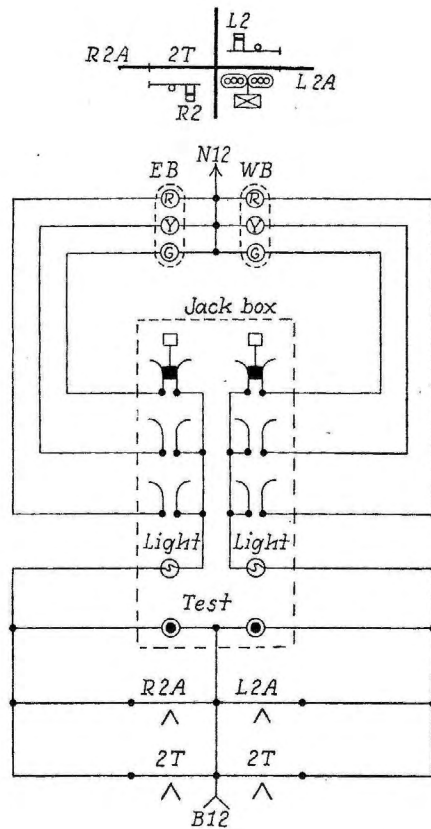 L2
R2A 2T
L2A
R2
N12
EB WB
R R
Y Y
G G
Jack box
Light Light
Test
R2A L2A
2T 2T
B12